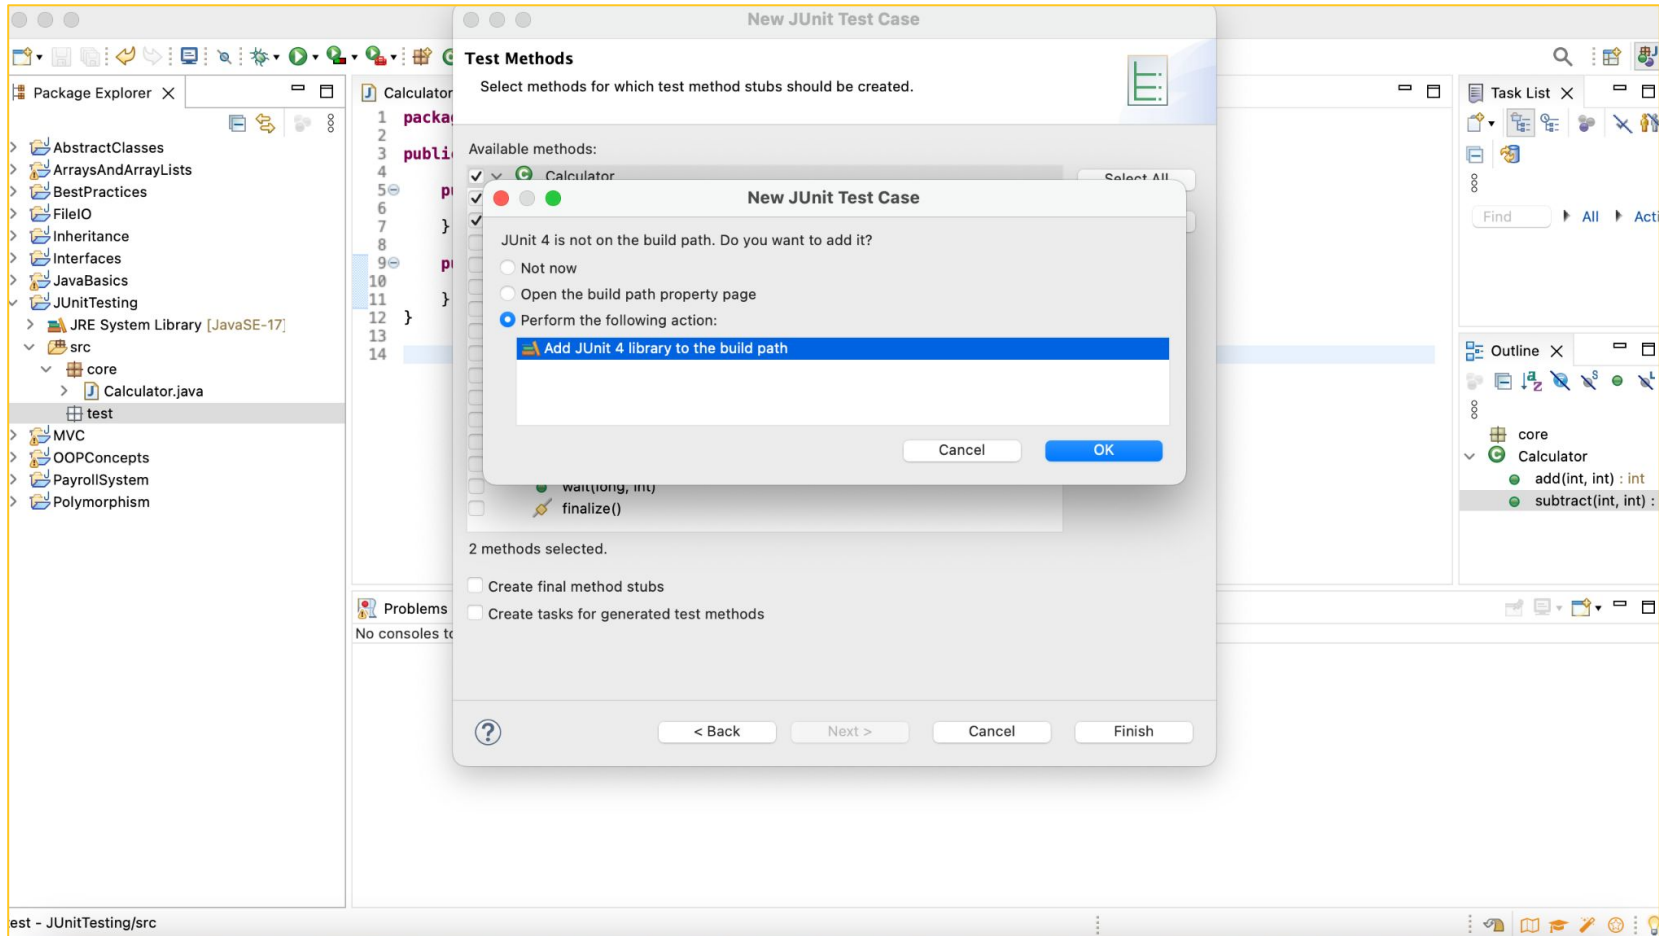 New JUnit Test Case
Test Methods
Select methods for which test method stubs should be created.
Package Explorer
Calculator
Task List
1 packa
2
3 publi
4
5
6
7 }
8
9
10
11 }
12 }
13
14
AbstractClasses
ArraysAndArrayLists
BestPractices
FileIO
Inheritance
Interfaces
JavaBasics
JUnitTesting
JRE System Library [JavaSE-17]
src
core
Calculator.java
test
MVC
OOPConcepts
PayrollSystem
Polymorphism
Available methods:
Calculator
Select All
New JUnit Test Case
JUnit 4 is not on the build path. Do you want to add it?
Not now
Open the build path property page
Perform the following action:
Add JUnit 4 library to the build path
Cancel OK
wait(long, int)
finalize()
2 methods selected.
Create final method stubs
Create tasks for generated test methods
< Back Next > Cancel Finish
Find All Acti
Outline
core
Calculator
add(int, int) : int
subtract(int, int) :
Problems
No consoles to
est - JUnitTesting/src